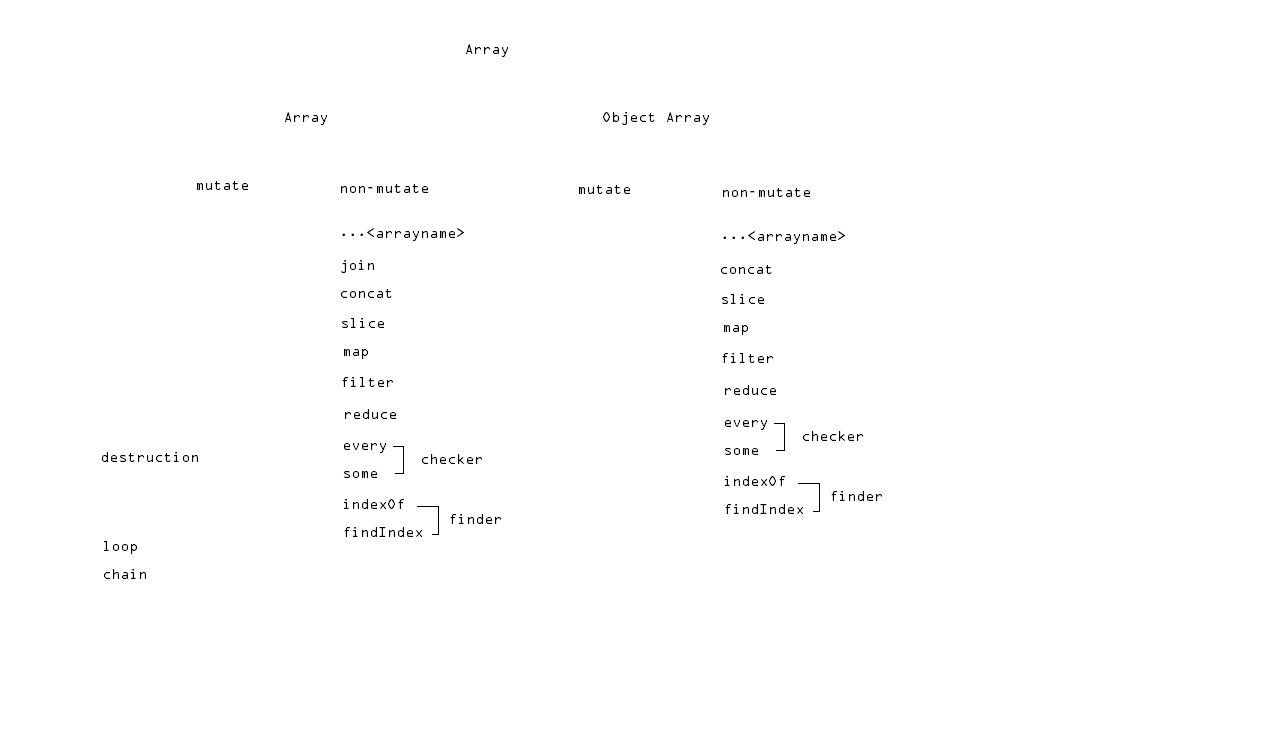 Array
Array
Object Array
mutate
non-mutate
mutate
non-mutate
...<arrayname>
join
concat
slice
map
filter
reduce
every
some
checker
indexOf
findIndex
finder
...<arrayname>
concat
slice
map
filter
reduce
every
some
checker
indexOf
findIndex
finder
destruction
loop
chain